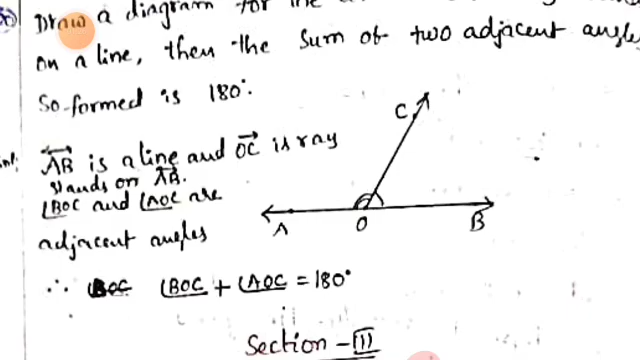 Draw a diagram for the
on a line, then the sum of two adjacent angle
So-formed is 180°.
C
AB is a line and OC is ray
stands on AB.
∠BOC and ∠AOC are
A O B
adjacent angles
∴ ∠BOC + ∠AOC = 180°
Section - III